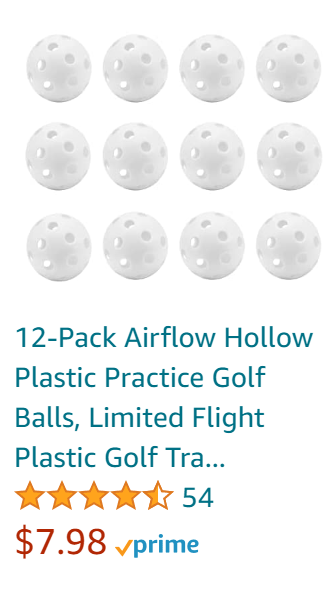 12-Pack Airflow Hollow
Plastic Practice Golf
Balls, Limited Flight
Plastic Golf Tra...
54
$7.98 prime